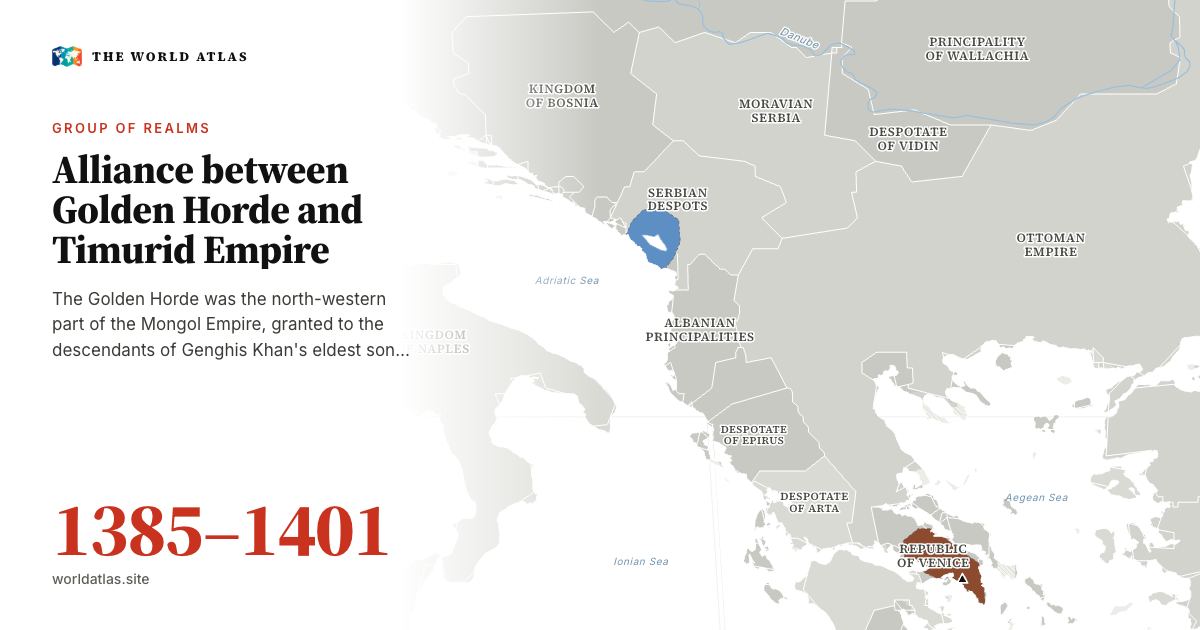 THE WORLD ATLAS
GROUP OF REALMS
Alliance between
Golden Horde and
Timurid Empire
The Golden Horde was the north-western
part of the Mongol Empire, granted to the
descendants of Genghis Khan's eldest son...
1385–1401
worldatlas.site
Danube
PRINCIPALITY
OF WALLACHIA
KINGDOM
OF BOSNIA
MORAVIAN
SERBIA
DESPOTATE
OF VIDIN
SERBIAN
DESPOTS
OTTOMAN
EMPIRE
Adriatic Sea
ALBANIAN
PRINCIPALITIES
KINGDOM
OF NAPLES
DESPOTATE
OF EPIRUS
DESPOTATE
OF ARTA
Aegean Sea
REPUBLIC
OF VENICE
Ionian Sea